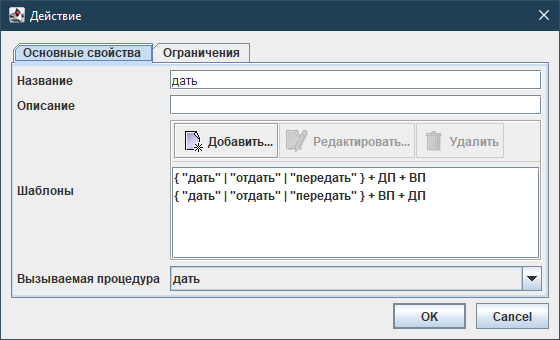 Действие
Основные свойства Ограничения
Название дать
Описание
Добавить... Редактировать... Удалить
Шаблоны
{ "дать" | "отдать" | "передать" } + ДП + ВП
{ "дать" | "отдать" | "передать" } + ВП + ДП
Вызываемая процедура дать
OK Cancel